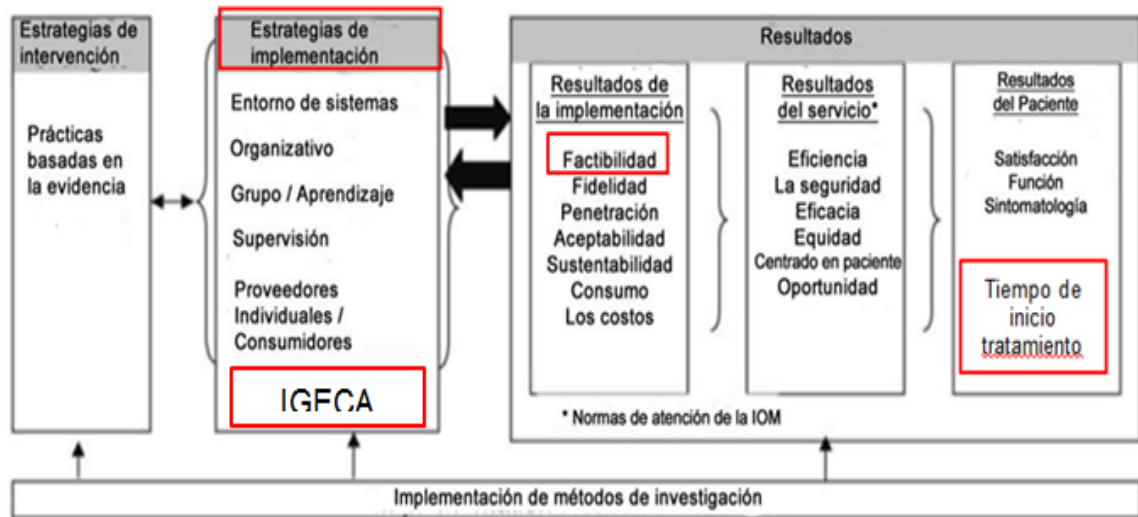 Estrategias de
intervención
Prácticas
basadas en
la evidencia
Estrategias de
implementación
Entorno de sistemas
Organizativo
Grupo / Aprendizaje
Supervisión
Proveedores
Individuales /
Consumidores
IGECA
Resultados
Resultados de
la implementación
Factibilidad
Fidelidad
Penetración
Aceptabilidad
Sustentabilidad
Consumo
Los costos
Resultados
del servicio*
Eficiencia
La seguridad
Eficacia
Equidad
Centrado en paciente
Oportunidad
Resultados
del Paciente
Satisfacción
Función
Sintomatología
Tiempo de
inicio
tratamiento
* Normas de atención de la IOM
Implementación de métodos de investigación